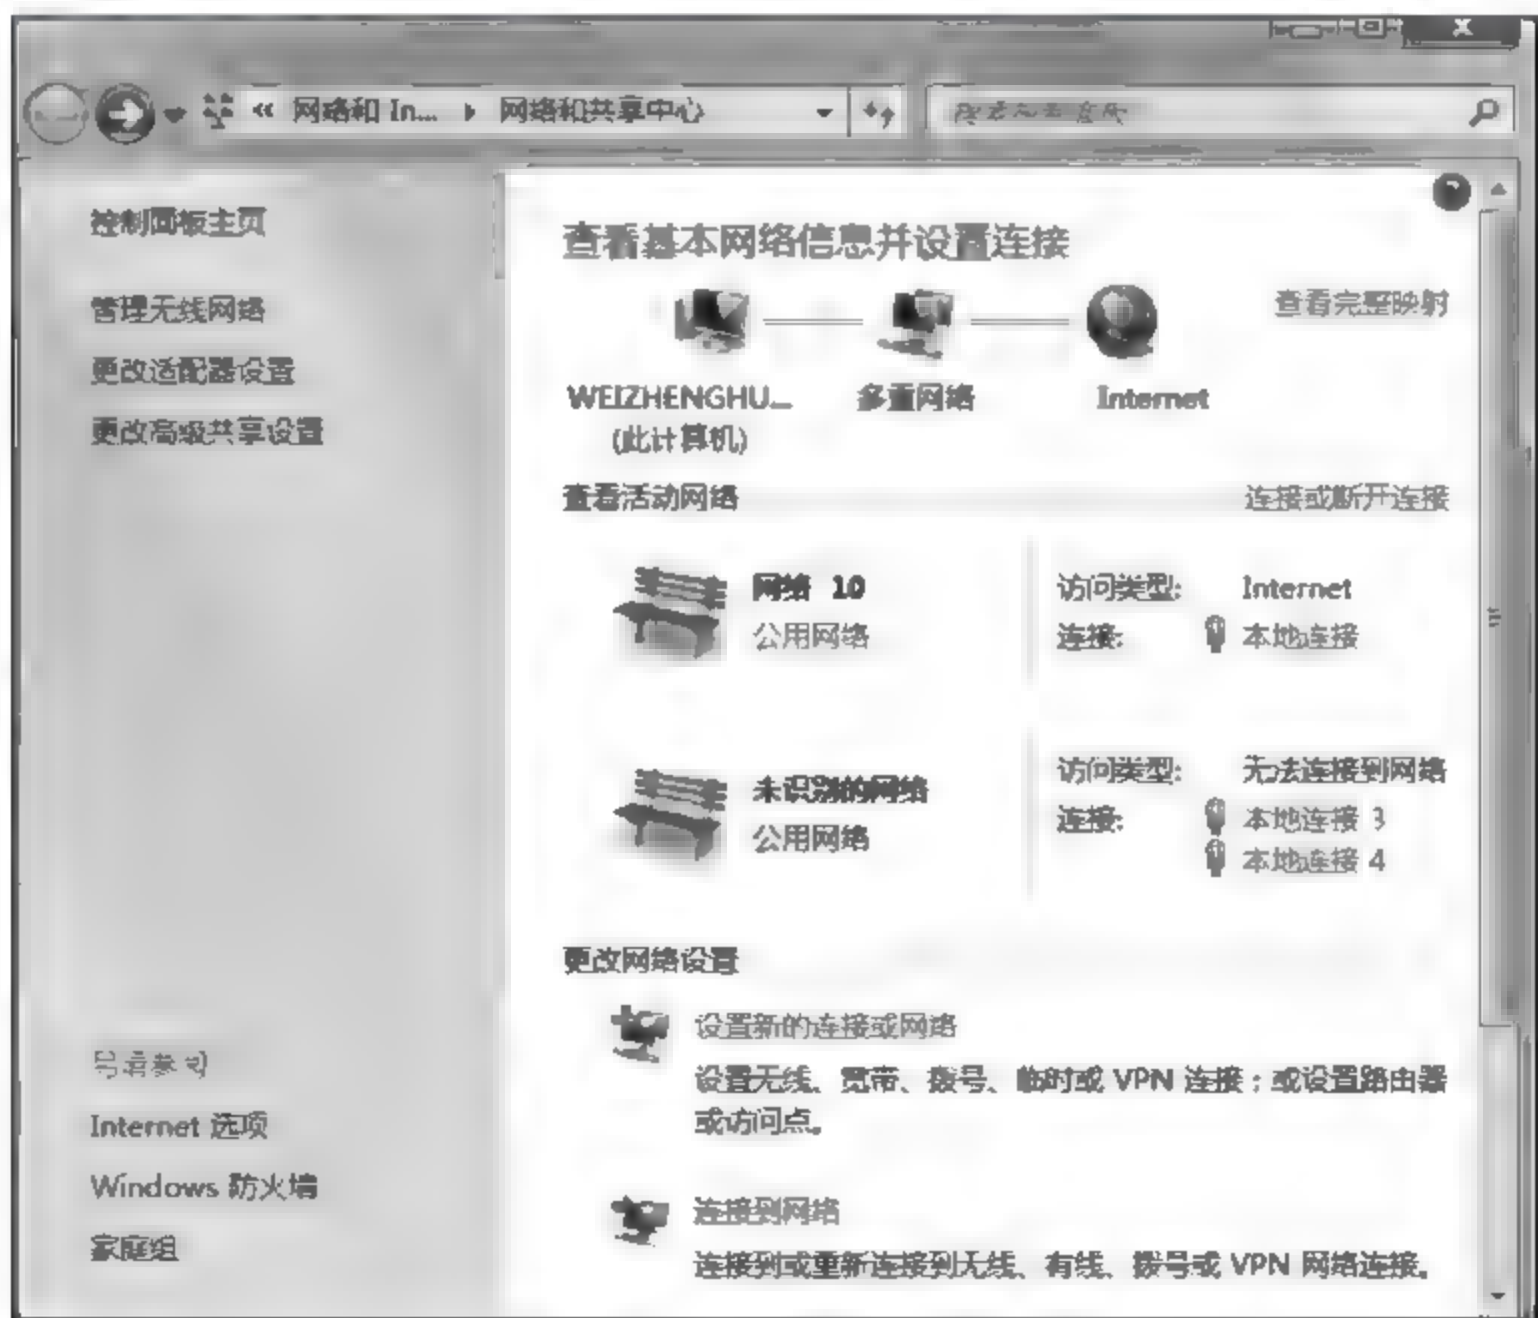 « 网络和 In... ▸ 网络和共享中心
控制面板主页
管理无线网络
更改适配器设置
更改高级共享设置
查看基本网络信息并设置连接
查看完整映射
WEIZHENGHU...
(此计算机)
多重网络
Internet
查看活动网络
连接或断开连接
网络 10
公用网络
访问类型: Internet
连接: 本地连接
未识别的网络
公用网络
访问类型: 无法连接到网络
连接: 本地连接 3
本地连接 4
更改网络设置
设置新的连接或网络
设置无线、宽带、拨号、临时或 VPN 连接；或设置路由器
或访问点。
连接到网络
连接到或重新连接到无线、有线、拨号或 VPN 网络连接。
另请参阅
Internet 选项
Windows 防火墙
家庭组